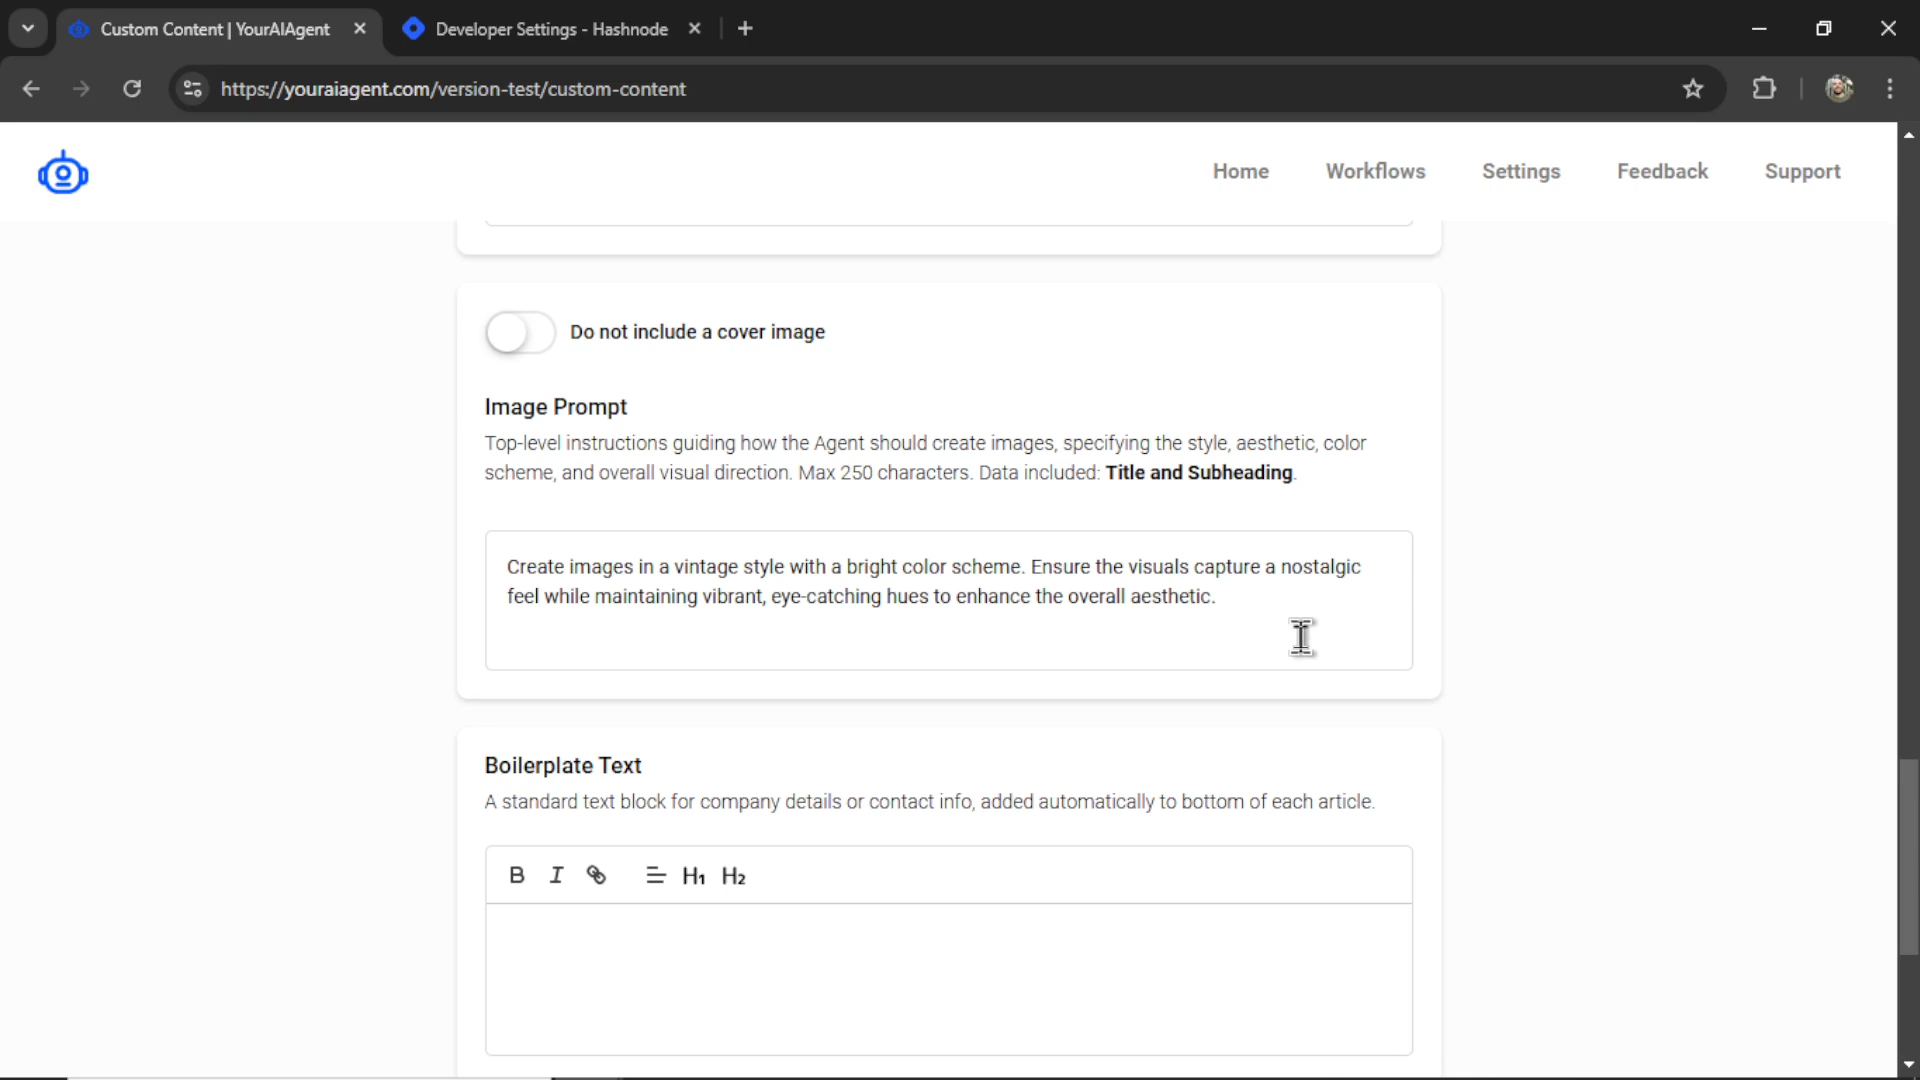 Custom Content | YourAIAgent
Developer Settings - Hashnode
https://youraiagent.com/version-test/custom-content
Home Workflows Settings Feedback Support
Do not include a cover image
Image Prompt
Top-level instructions guiding how the Agent should create images, specifying the style, aesthetic, color
scheme, and overall visual direction. Max 250 characters. Data included: Title and Subheading.
Create images in a vintage style with a bright color scheme. Ensure the visuals capture a nostalgic
feel while maintaining vibrant, eye-catching hues to enhance the overall aesthetic.
Boilerplate Text
A standard text block for company details or contact info, added automatically to bottom of each article.
B I H1 H2